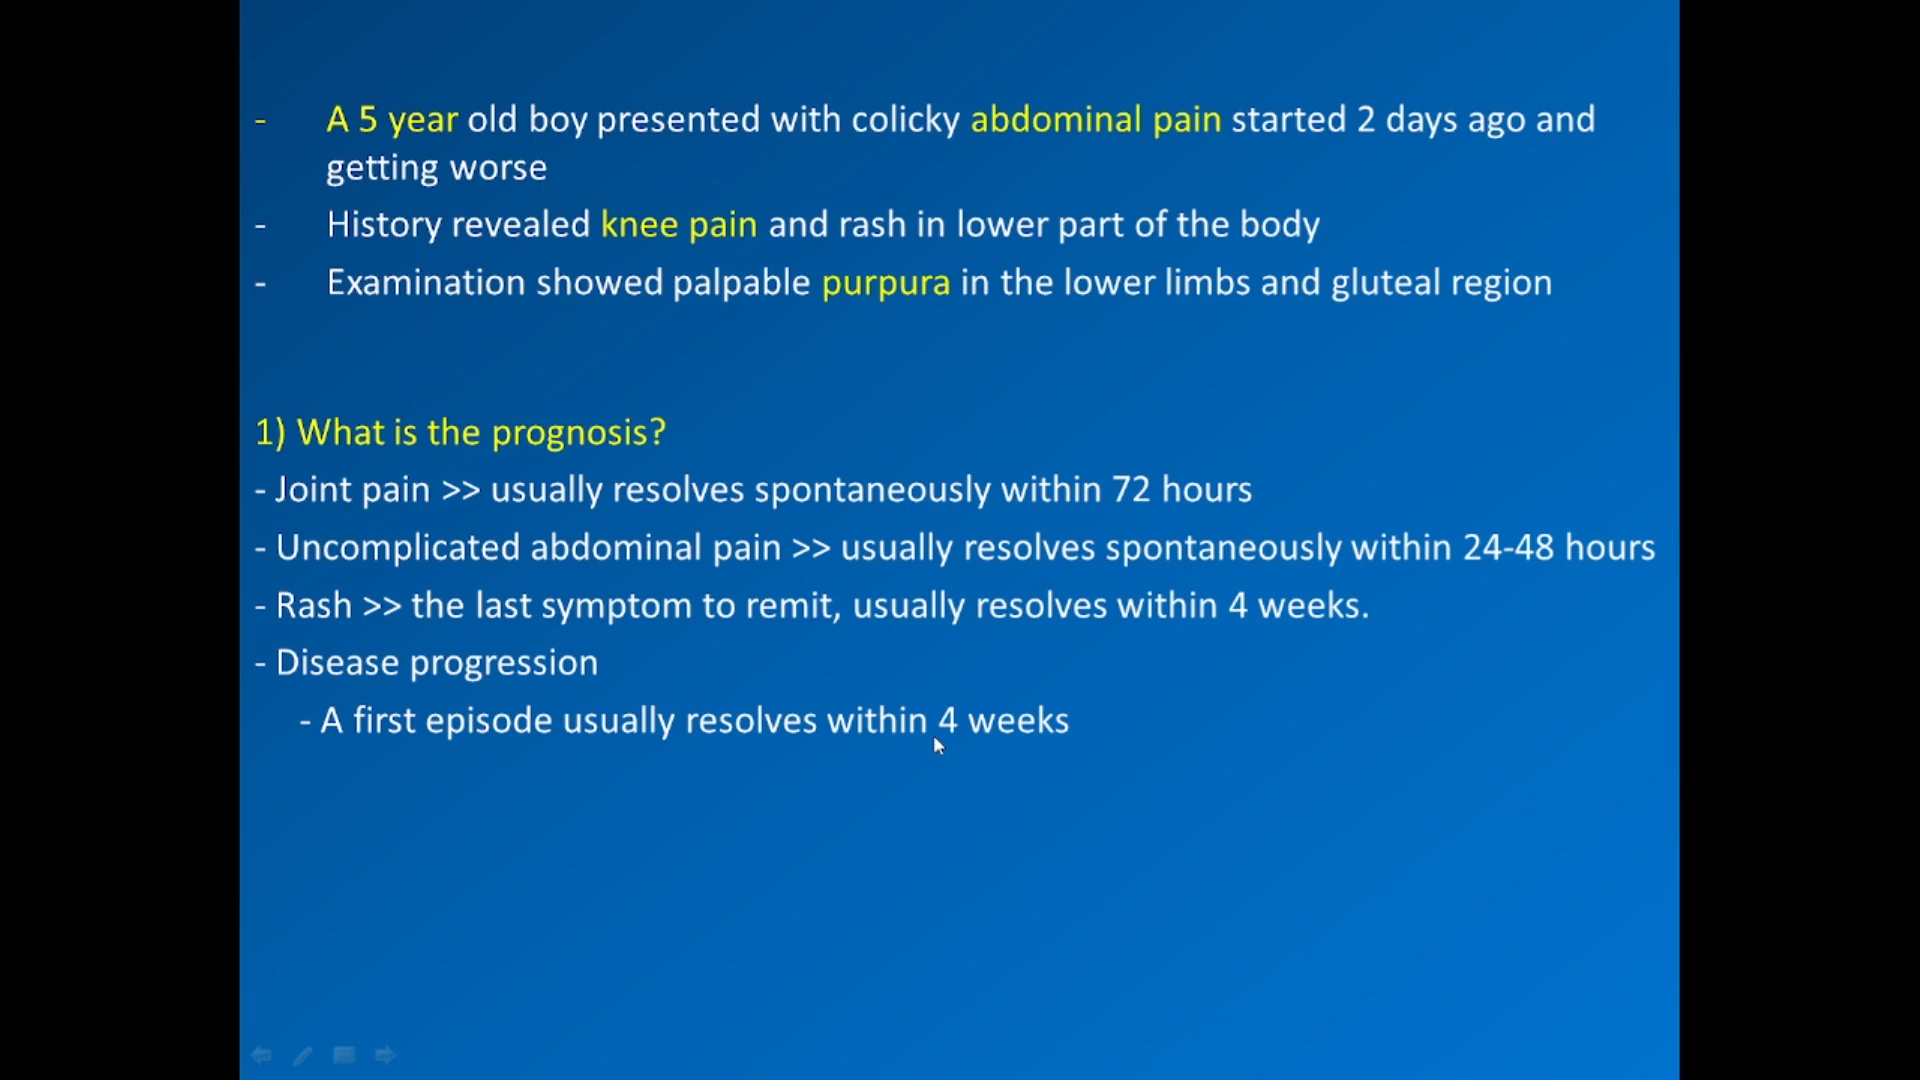 - A 5 year old boy presented with colicky abdominal pain started 2 days ago and
getting worse
- History revealed knee pain and rash in lower part of the body
- Examination showed palpable purpura in the lower limbs and gluteal region
1) What is the prognosis?
- Joint pain >> usually resolves spontaneously within 72 hours
- Uncomplicated abdominal pain >> usually resolves spontaneously within 24-48 hours
- Rash >> the last symptom to remit, usually resolves within 4 weeks.
- Disease progression
- A first episode usually resolves within 4 weeks